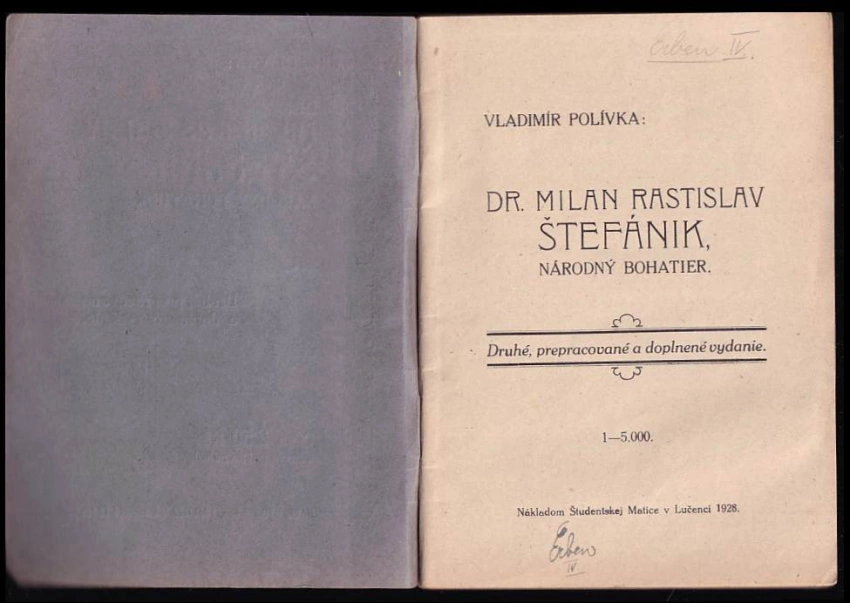 Erben IV.
VLADIMÍR POLÍVKA:
DR. MILAN RASTISLAV
ŠTEFÁNIK,
NÁRODNÝ BOHATIER.
Druhé, prepracované a doplnené vydanie.
1—5.000.
Nákladom Študentskej Matice v Lučenci 1928.
Erben
IV